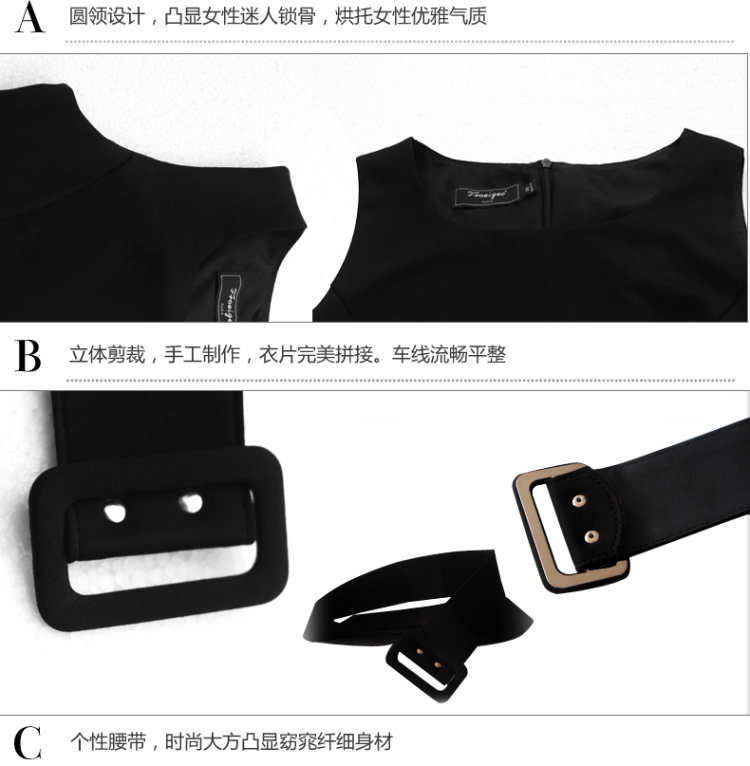 A 圆领设计，凸显女性迷人锁骨，烘托女性优雅气质
B 立体剪裁，手工制作，衣片完美拼接。车线流畅平整
C 个性腰带，时尚大方凸显窈窕纤细身材